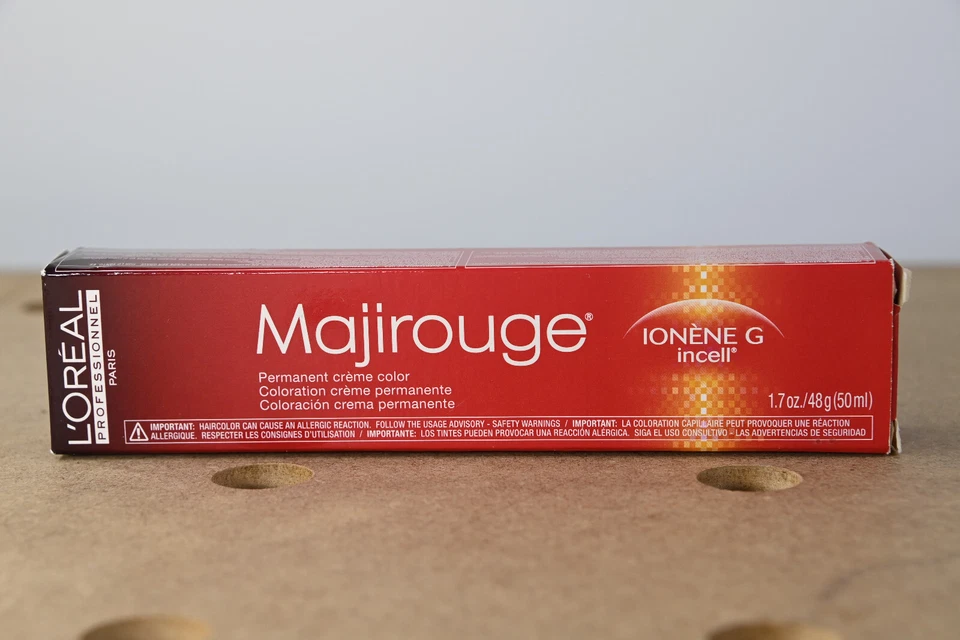 L'ORÉAL
PROFESSIONNEL
PARIS
Majirouge®
Permanent crème color
Coloration crème permanente
Coloración crema permanente
IONÈNE G
incell®
1.7 oz./48 g (50 ml)
IMPORTANT: HAIRCOLOR CAN CAUSE AN ALLERGIC REACTION. FOLLOW THE USAGE ADVISORY - SAFETY WARNINGS / IMPORTANT: LA COLORATION CAPILLAIRE PEUT PROVOQUER UNE RÉACTION
ALLERGIQUE. RESPECTER LES CONSIGNES D'UTILISATION / IMPORTANTE: LOS TINTES PUEDEN PROVOCAR UNA REACCIÓN ALÉRGICA. SIGA EL USO CONSULTIVO - LAS ADVERTENCIAS DE SEGURIDAD